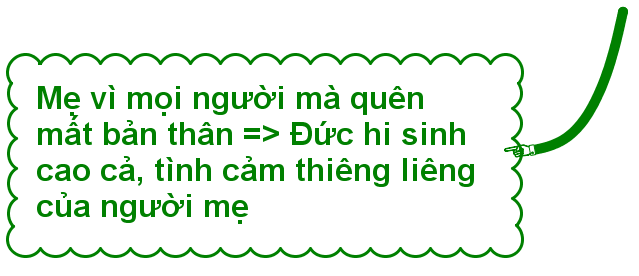 Mẹ vì mọi người mà quên
mất bản thân => Đức hi sinh
cao cả, tình cảm thiêng liêng
của người mẹ